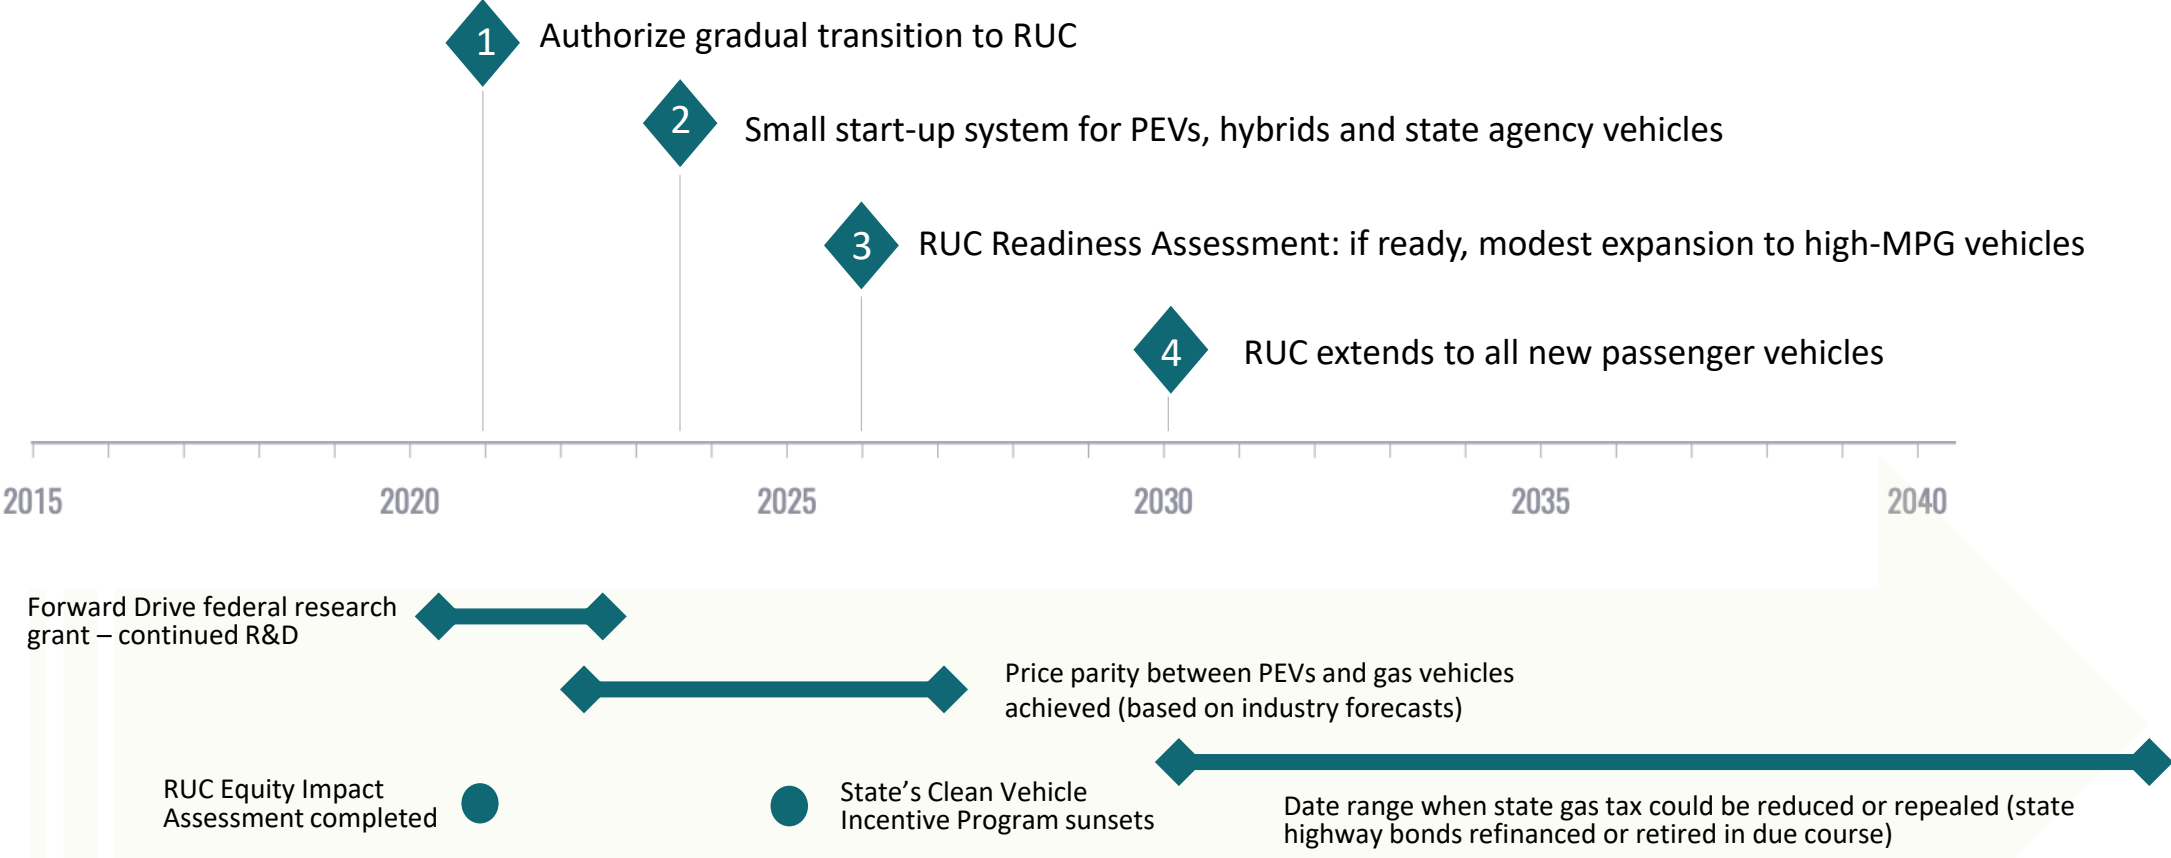 1
Authorize gradual transition to RUC
2
Small start-up system for PEVs, hybrids and state agency vehicles
3
RUC Readiness Assessment: if ready, modest expansion to high-MPG vehicles
4
RUC extends to all new passenger vehicles
2015
2020
2025
2030
2035
2040
Forward Drive federal research
grant – continued R&D
Price parity between PEVs and gas vehicles
achieved (based on industry forecasts)
RUC Equity Impact
Assessment completed
State’s Clean Vehicle
Incentive Program sunsets
Date range when state gas tax could be reduced or repealed (state
highway bonds refinanced or retired in due course)